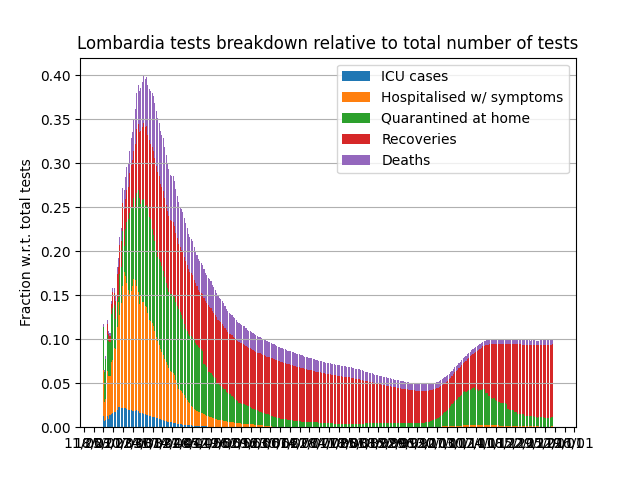 Lombardia tests breakdown relative to total number of tests
ICU cases
Hospitalised w/ symptoms
Quarantined at home
Recoveries
Deaths
Fraction w.r.t. total tests
0.40
0.35
0.30
0.25
0.20
0.15
0.10
0.05
0.00